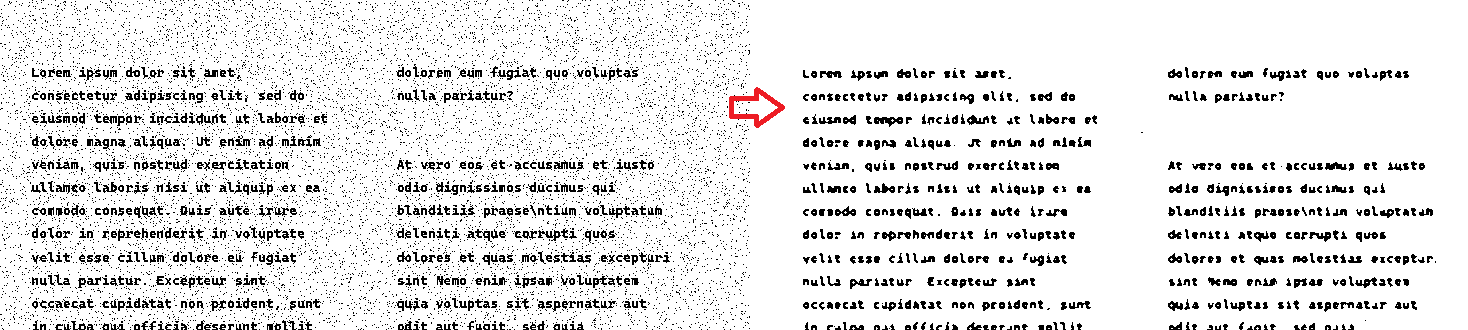 Lorem ipsum dolor sit amet,
consectetur adipiscing elit, sed do
eiusmod tempor incididunt ut labore et
dolore magna aliqua. Ut enim ad minim
veniam, quis nostrud exercitation
ullamco laboris nisi ut aliquip ex ea
commodo consequat. Duis aute irure
dolor in reprehenderit in voluptate
velit esse cillum dolore eu fugiat
nulla pariatur. Excepteur sint
occaecat cupidatat non proident, sunt
in culpa qui officia deserunt mollit
dolorem eum fugiat quo voluptas
nulla pariatur?
At vero eos et accusamus et iusto
odio dignissimos ducimus qui
blanditiis praese\ntium voluptatum
deleniti atque corrupti quos
dolores et quas molestias excepturi
sint Nemo enim ipsam voluptatem
quia voluptas sit aspernatur aut
odit aut fugit, sed quia
Lorem ipsum dolor sit amet.
consectetur adipiscing elit. sed do
eiusmod tempor incididunt ut labore et
dolore magna aliqua. Ut enim ad minim
veniam, quis nostrud exercitation
ullamco laboris nisi ut aliquip ex ea
commodo consequat. Duis aute irure
dolor in reprehenderit in voluptate
velit esse cillum dolore eu fugiat
nulla pariatur Excepteur sint
occaecat cupidatat non proident. sunt
in culpa qui officia deserunt mollit
dolorem eum fugiat quo voluptas
nulla pariatur?
At vero eos et accusamus et iusto
odio dignissimos ducimus qui
blanditiis praese\ntium voluptatum
deleniti atque corrupti quos
dolores et quas molestias exceptur.
sint Nemo enim ipsam voluptatem
quia voluptas sit aspernatur aut
odit aut fugit. sed quia